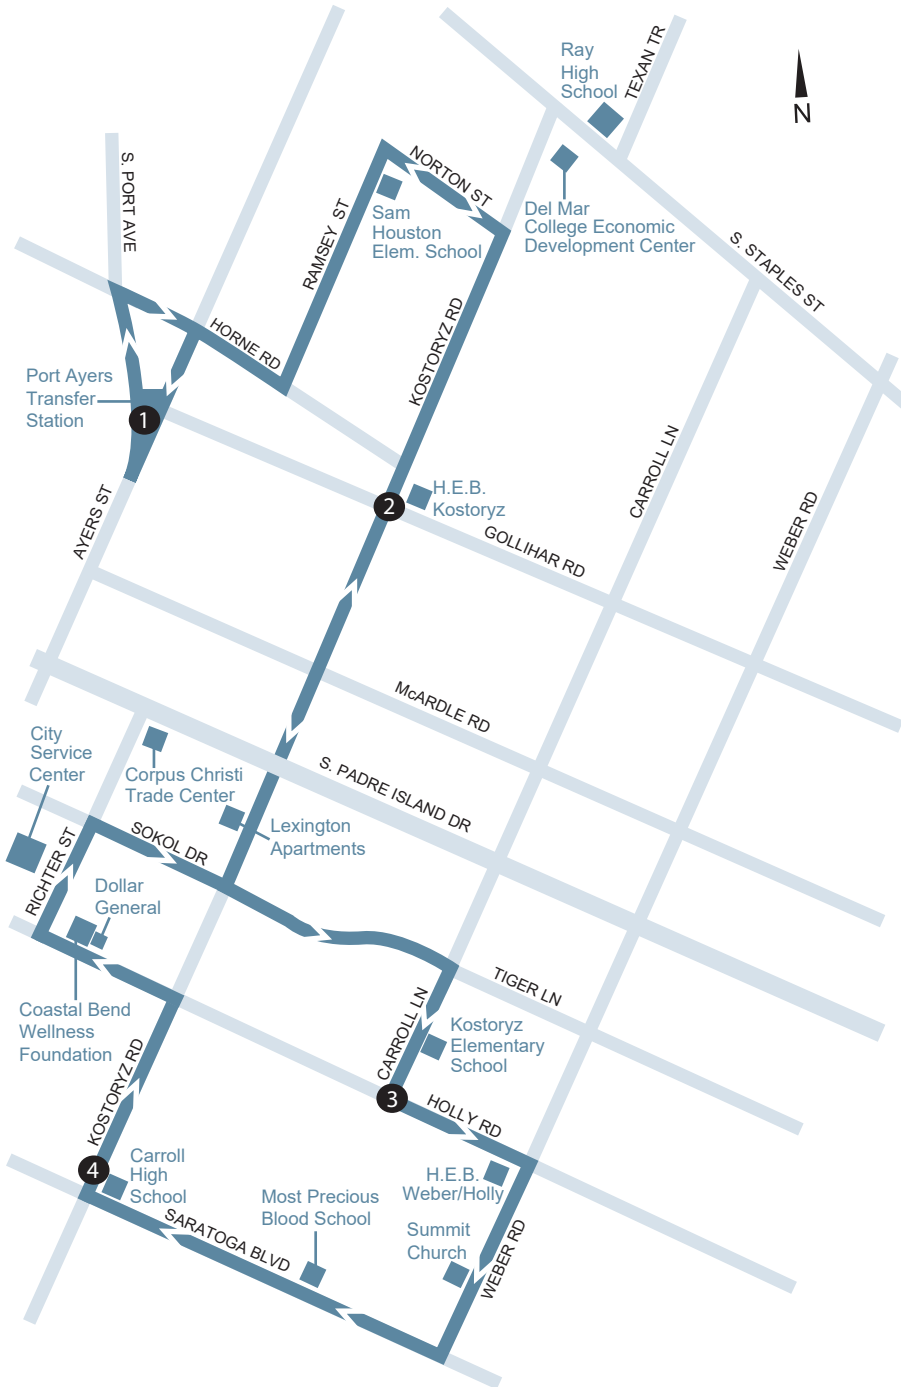 Ray
High
School
TEXAN TR
N
S. PORT AVE
NORTON ST
Sam
Houston
Elem. School
RAMSEY ST
Del Mar
College Economic
Development Center
S. STAPLES ST
HORNE RD
KOSTORYZ RD
Port Ayers
Transfer
Station
1
AYERS ST
2
H.E.B.
Kostoryz
GOLLIHAR RD
CARROLL LN
WEBER RD
McARDLE RD
City
Service
Center
Corpus Christi
Trade Center
S. PADRE ISLAND DR
Lexington
Apartments
SOKOL DR
RICHTER ST
Dollar
General
TIGER LN
Coastal Bend
Wellness
Foundation
CARROLL LN
Kostoryz
Elementary
School
KOSTORYZ RD
3
HOLLY RD
4
Carroll
High
School
H.E.B.
Weber/Holly
Most Precious
Blood School
SARATOGA BLVD
Summit
Church
WEBER RD